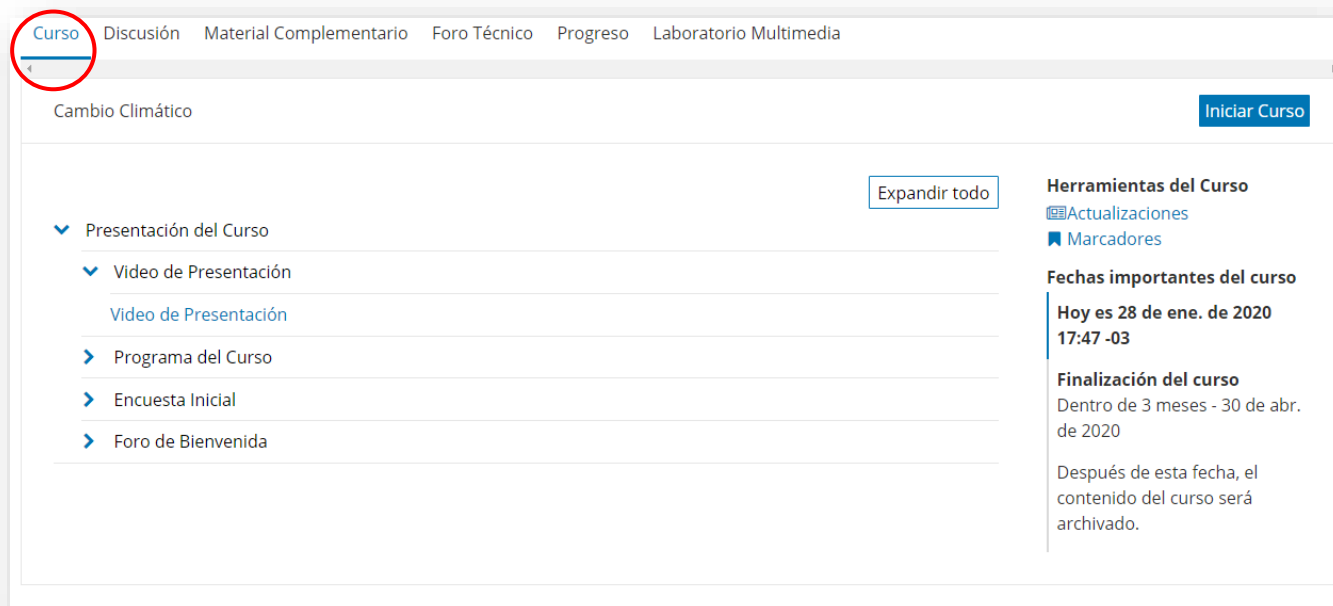 Curso Discusión Material Complementario Foro Técnico Progreso Laboratorio Multimedia
Cambio Climático
Iniciar Curso
Expandir todo
Presentación del Curso
Video de Presentación
Video de Presentación
Programa del Curso
Encuesta Inicial
Foro de Bienvenida
Herramientas del Curso
Actualizaciones
Marcadores
Fechas importantes del curso
Hoy es 28 de ene. de 2020
17:47 -03
Finalización del curso
Dentro de 3 meses - 30 de abr.
de 2020
Después de esta fecha, el
contenido del curso será
archivado.